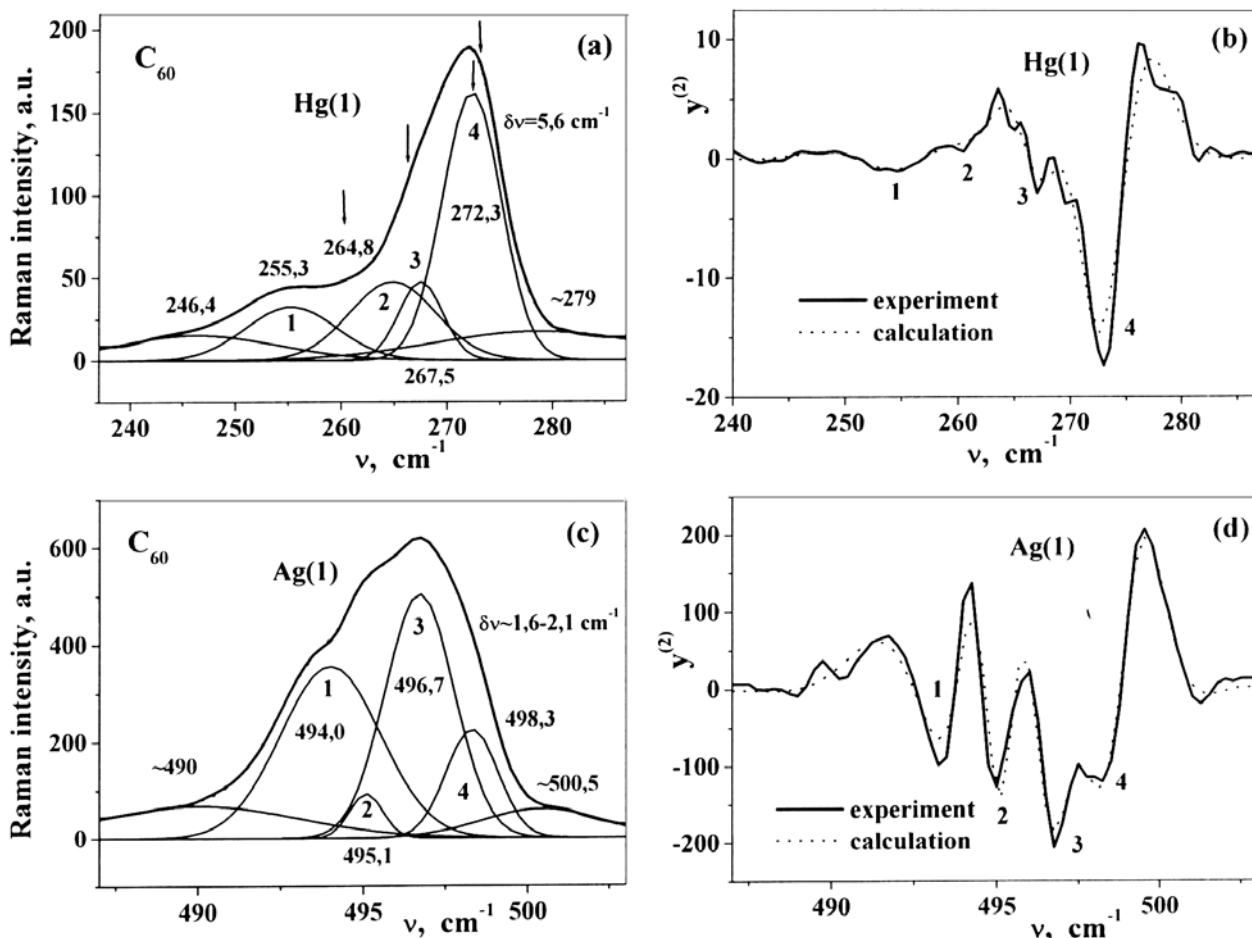 (a)
C60
Hg(1)
δν=5,6 cm-1
4
272,3
3
264,8
255,3
246,4
2
1
~279
267,5
Raman intensity, a.u.
200
150
100
50
0
240 250 260 270 280
ν, cm-1
(b)
Hg(1)
y(2)
10
0
-10
-20
1
2
3
4
experiment
calculation
240 250 260 270 280
ν, cm-1
(c)
C60
Ag(1)
δν~1,6-2,1 cm-1
3
496,7
1
494,0
498,3
~490
~500,5
2
4
495,1
Raman intensity, a.u.
600
400
200
0
490 495 500
ν, cm-1
(d)
Ag(1)
y(2)
200
100
0
-100
-200
1
2
3
4
experiment
calculation
490 495 500
ν, cm-1